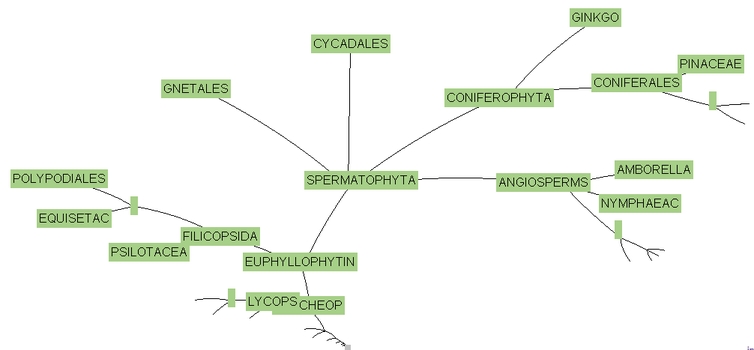 GINKGO
CYCADALES
PINACEAE
CONIFERALES
GNETALES
CONIFEROPHYTA
AMBORELLA
POLYPODIALES
SPERMATOPHYTA
ANGIOSPERMS
NYMPHAEAC
EQUISETAC
FILICOPSIDA
PSILOTACEA
EUPHYLLOPHYTIN
LYCOPS
CHEOP